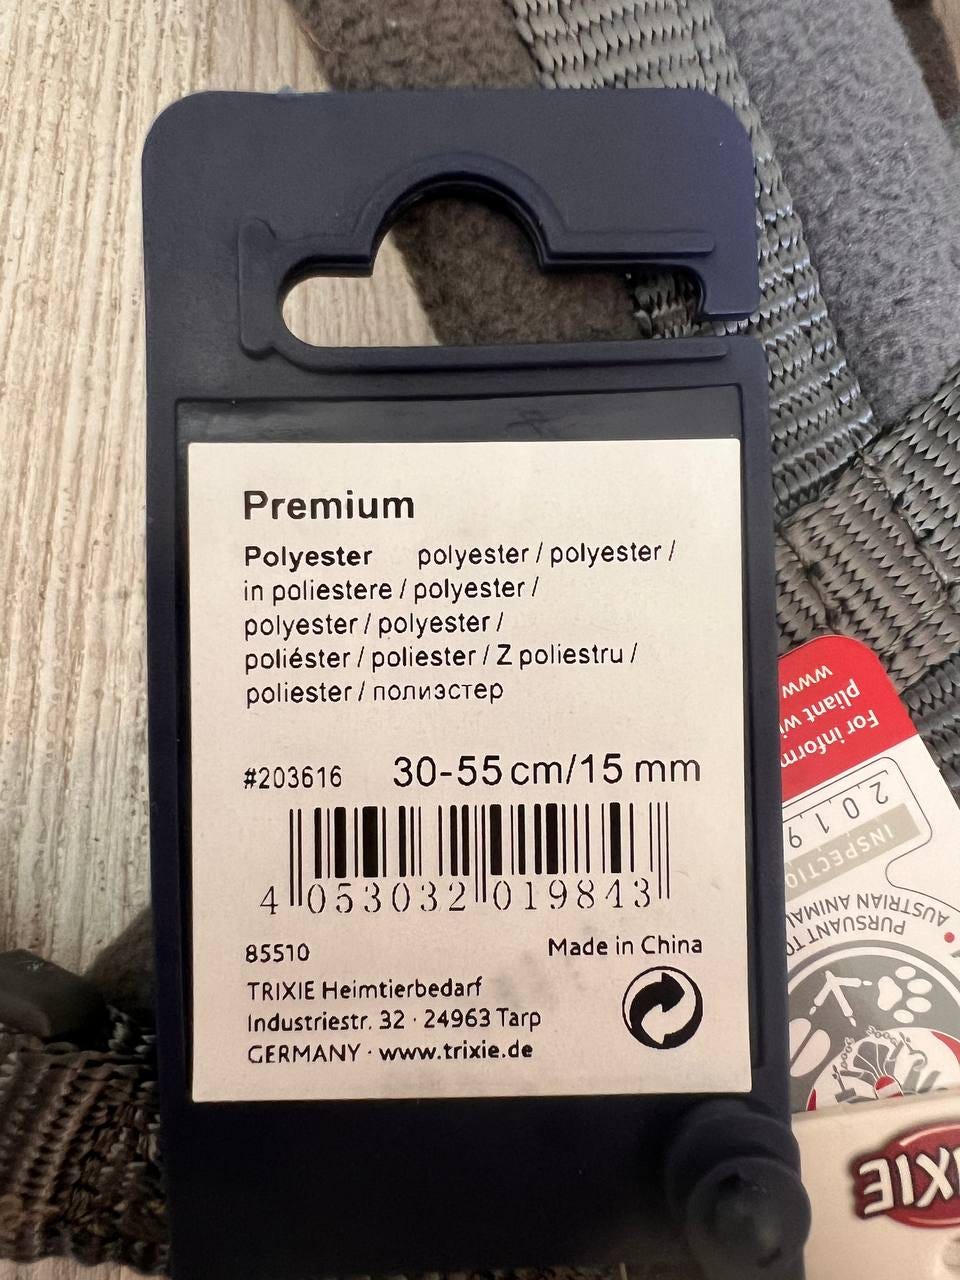 Premium
Polyester polyester / polyester /
in poliestere / polyester /
polyester / polyester /
poliéster / poliester / Z poliestru /
poliester / полиэстер
#203616 30-55 cm/15 mm
4 053032 019843
85510 Made in China
TRIXIE Heimtierbedarf
Industriestr. 32 · 24963 Tarp
GERMANY · www.trixie.de
www
pliant wi
For inform
2019
INSPECTIO
PURSUANT TO
AUSTRIAN ANIMAL
IXIE